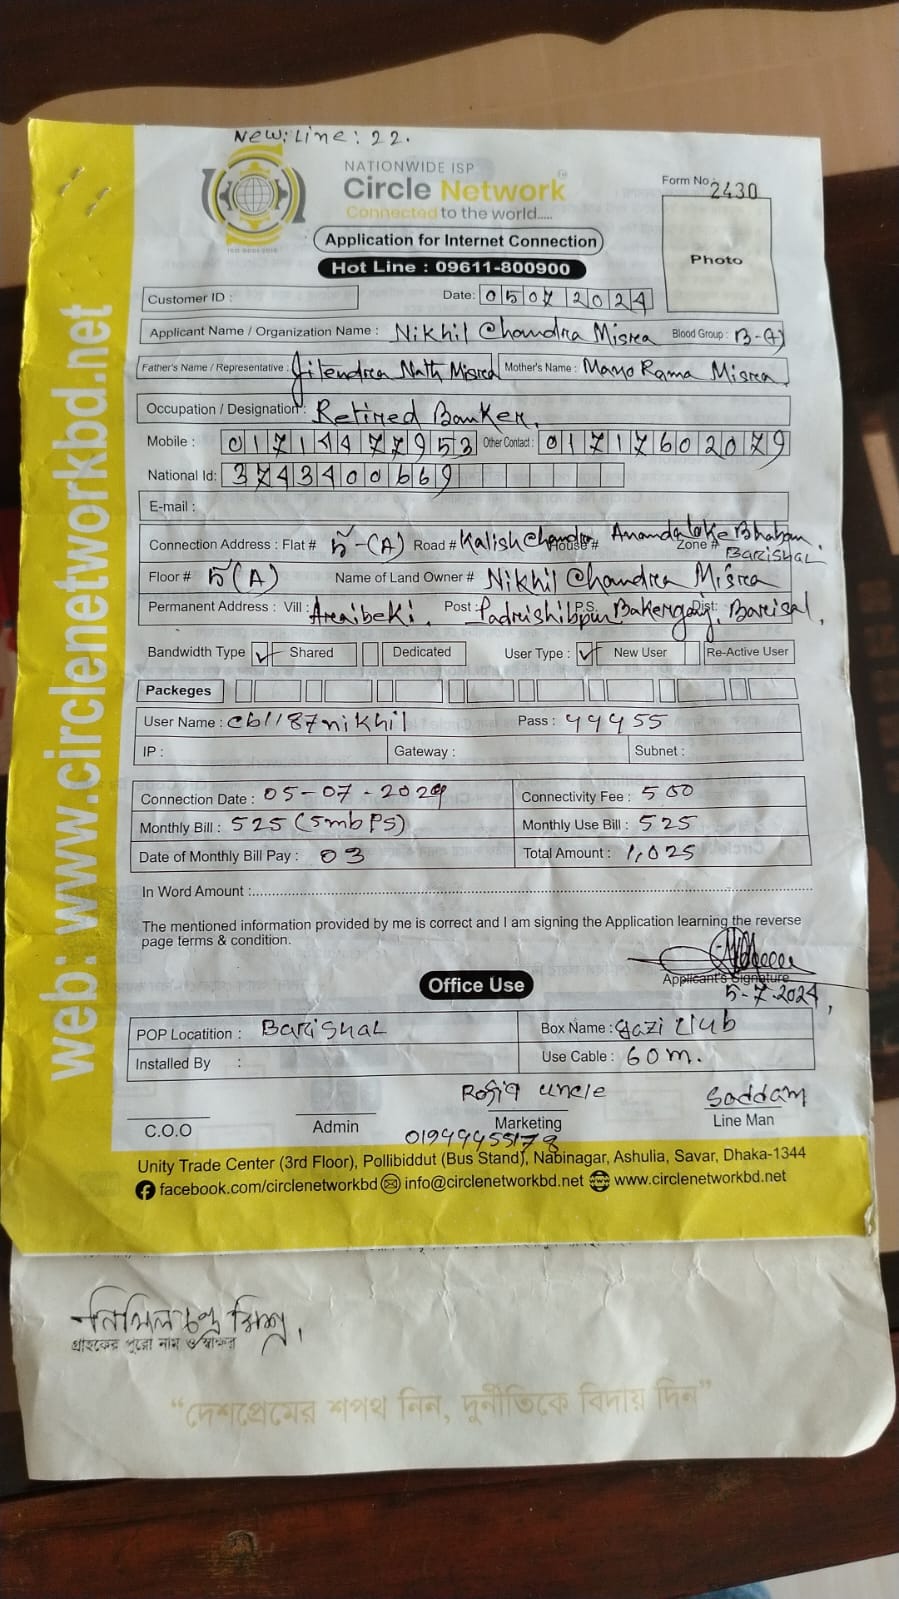 New: Line: 22.
NATIONWIDE ISP
Circle Network
Connected to the world.....
Form No. 2430
Photo
Application for Internet Connection
Hot Line : 09611-800900
Customer ID :
Date: 05072024
Applicant Name / Organization Name : Nikhil Chandra Misra Blood Group : B-(+)
Father's Name / Representative : Jitendra Nath Misra Mother's Name : Mano Rama Misra.
Occupation / Designation : Retired Banker.
Mobile : 01714477953 Other Contact : 01717602079
National Id: 3743400669
E-mail :
Connection Address : Flat # ৫-(A) Road # Kalish Chandra House # Ananda Zone # Bhaban.
BARISHAL
Floor # ৫(A) Name of Land Owner # Nikhil Chandra Misra
Permanent Address : Vill : Post : Padrishibpur P.S. Bakergonj, Dist: Barisal,
Bandwidth Type ✓ Shared Dedicated User Type : ✓ New User Re-Active User
Packeges
User Name : cb1187nikhil Pass : 44455
IP : Gateway : Subnet :
Connection Date : 05-07-2024 Connectivity Fee : 500
Monthly Bill : 525 (5mbPS) Monthly Use Bill : 525
Date of Monthly Bill Pay : 03 Total Amount : 1,025
In Word Amount :
The mentioned information provided by me is correct and I am signing the Application learning the reverse
page terms & condition.
Applicant's Signature
5-7-2024,
Office Use
POP Locatition : BARISHAL Box Name : gazi club
Installed By : Use Cable : 60m.
Rofiq uncle Saddam
C.O.O Admin Marketing Line Man
Unity Trade Center (3rd Floor), Pollibiddut (Bus Stand), Nabinagar, Ashulia, Savar, Dhaka-1344
facebook.com/circlenetworkbd info@circlenetworkbd.net www.circlenetworkbd.net
web: www.circlenetworkbd.net
নিখিল চন্দ্র মিশ্র,
গ্রাহকের পুরো নাম ও স্বাক্ষর
“দেশপ্রেমের শপথ নিন, দুর্নীতিকে বিদায় দিন”